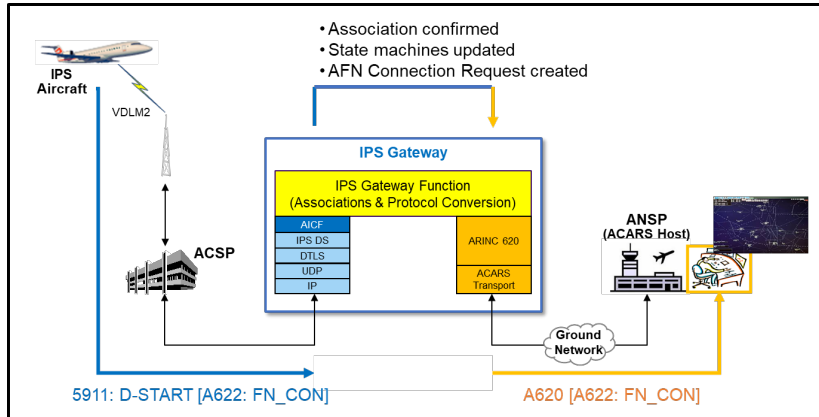 • Association confirmed
• State machines updated
• AFN Connection Request created
IPS
Aircraft
VDLM2
IPS Gateway
IPS Gateway Function
(Associations & Protocol Conversion)
AICF
IPS DS
DTLS
UDP
IP
ARINC 620
ACARS
Transport
ACSP
ANSP
(ACARS Host)
Ground
Network
5911: D-START [A622: FN_CON]
A620 [A622: FN_CON]